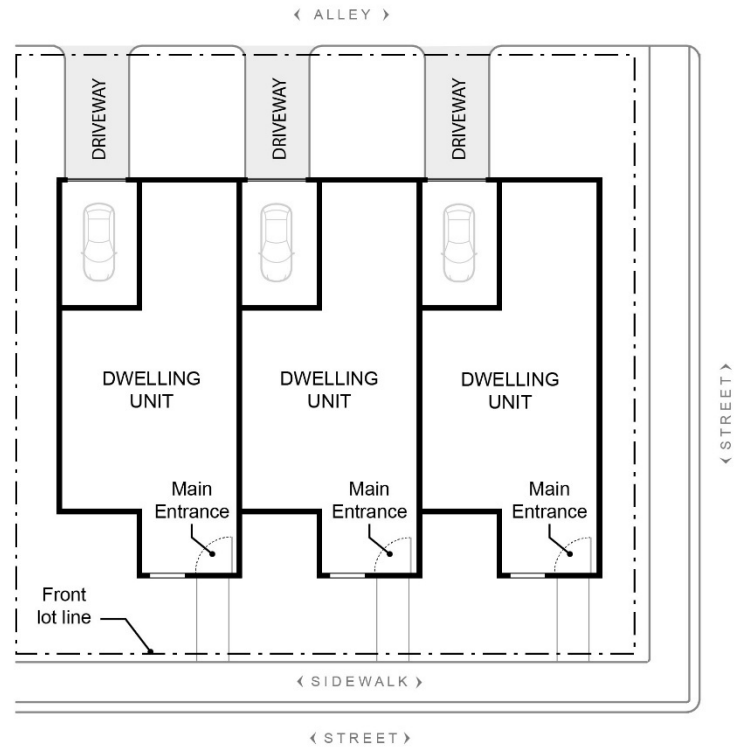 ALLEY
DRIVEWAY
DRIVEWAY
DRIVEWAY
DWELLING
UNIT
DWELLING
UNIT
DWELLING
UNIT
STREET
Main
Entrance
Main
Entrance
Main
Entrance
Front
lot line
SIDEWALK
STREET